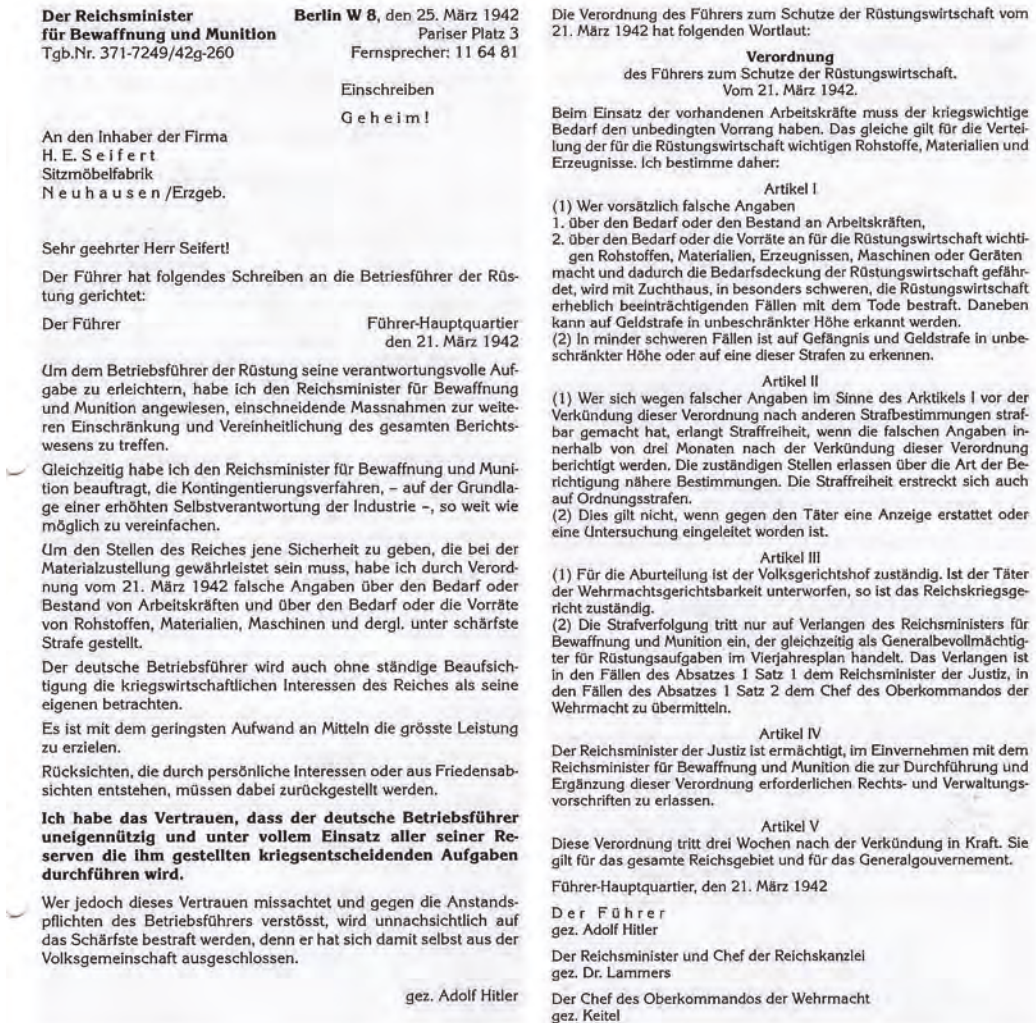 Der Reichsminister Berlin W 8, den 25. März 1942
für Bewaffnung und Munition Pariser Platz 3
Tgb.Nr. 371-7249/42g-260 Fernsprecher: 11 64 81
Einschreiben
G e h e i m !
An den Inhaber der Firma
H. E. S e i f e r t
Sitzmöbelfabrik
N e u h a u s e n /Erzgeb.
Sehr geehrter Herr Seifert!
Der Führer hat folgendes Schreiben an die Betriesführer der Rüs-
tung gerichtet:
Der Führer Führer-Hauptquartier
den 21. März 1942
Um dem Betriebsführer der Rüstung seine verantwortungsvolle Auf-
gabe zu erleichtern, habe ich den Reichsminister für Bewaffnung
und Munition angewiesen, einschneidende Massnahmen zur weite-
ren Einschränkung und Vereinheitlichung des gesamten Berichts-
wesens zu treffen.
Gleichzeitig habe ich den Reichsminister für Bewaffnung und Muni-
tion beauftragt, die Kontingentierungsverfahren, – auf der Grundla-
ge einer erhöhten Selbstverantwortung der Industrie –, so weit wie
möglich zu vereinfachen.
Um den Stellen des Reiches jene Sicherheit zu geben, die bei der
Materialzustellung gewährleistet sein muss, habe ich durch Verord-
nung vom 21. März 1942 falsche Angaben über den Bedarf oder
Bestand von Arbeitskräften und über den Bedarf oder die Vorräte
von Rohstoffen, Materialien, Maschinen und dergl. unter schärfste
Strafe gestellt.
Der deutsche Betriebsführer wird auch ohne ständige Beaufsich-
tigung die kriegswirtschaftlichen Interessen des Reiches als seine
eigenen betrachten.
Es ist mit dem geringsten Aufwand an Mitteln die grösste Leistung
zu erzielen.
Rücksichten, die durch persönliche Interessen oder aus Friedensab-
sichten entstehen, müssen dabei zurückgestellt werden.
Ich habe das Vertrauen, dass der deutsche Betriebsführer
uneigennützig und unter vollem Einsatz aller seiner Re-
serven die ihm gestellten kriegsentscheidenden Aufgaben
durchführen wird.
Wer jedoch dieses Vertrauen missachtet und gegen die Anstands-
pflichten des Betriebsführers verstösst, wird unnachsichtlich auf
das Schärfste bestraft werden, denn er hat sich damit selbst aus der
Volksgemeinschaft ausgeschlossen.
gez. Adolf Hitler
Die Verordnung des Führers zum Schutze der Rüstungswirtschaft vom
21. März 1942 hat folgenden Wortlaut:
Verordnung
des Führers zum Schutze der Rüstungswirtschaft.
Vom 21. März 1942.
Beim Einsatz der vorhandenen Arbeitskräfte muss der kriegswichtige
Bedarf den unbedingten Vorrang haben. Das gleiche gilt für die Vertei-
lung der für die Rüstungswirtschaft wichtigen Rohstoffe, Materialien und
Erzeugnisse. Ich bestimme daher:
Artikel I
(1) Wer vorsätzlich falsche Angaben
1. über den Bedarf oder den Bestand an Arbeitskräften,
2. über den Bedarf oder die Vorräte an für die Rüstungswirtschaft wichti-
gen Rohstoffen, Materialien, Erzeugnissen, Maschinen oder Geräten
macht und dadurch die Bedarfsdeckung der Rüstungswirtschaft gefähr-
det, wird mit Zuchthaus, in besonders schweren, die Rüstungswirtschaft
erheblich beeinträchtigenden Fällen mit dem Tode bestraft. Daneben
kann auf Geldstrafe in unbeschränkter Höhe erkannt werden.
(2) In minder schweren Fällen ist auf Gefängnis und Geldstrafe in unbe-
schränkter Höhe oder auf eine dieser Strafen zu erkennen.
Artikel II
(1) Wer sich wegen falscher Angaben im Sinne des Arktikels I vor der
Verkündung dieser Verordnung nach anderen Strafbestimmungen straf-
bar gemacht hat, erlangt Straffreiheit, wenn die falschen Angaben in-
nerhalb von drei Monaten nach der Verkündung dieser Verordnung
berichtigt werden. Die zuständigen Stellen erlassen über die Art der Be-
richtigung nähere Bestimmungen. Die Straffreiheit erstreckt sich auch
auf Ordnungsstrafen.
(2) Dies gilt nicht, wenn gegen den Täter eine Anzeige erstattet oder
eine Untersuchung eingeleitet worden ist.
Artikel III
(1) Für die Aburteilung ist der Volksgerichtshof zuständig. Ist der Täter
der Wehrmachtsgerichtsbarkeit unterworfen, so ist das Reichskriegsge-
richt zuständig.
(2) Die Strafverfolgung tritt nur auf Verlangen des Reichsministers für
Bewaffnung und Munition ein, der gleichzeitig als Generalbevollmächtig-
ter für Rüstungsaufgaben im Vierjahresplan handelt. Das Verlangen ist
in den Fällen des Absatzes 1 Satz 1 dem Reichsminister der Justiz, in
den Fällen des Absatzes 1 Satz 2 dem Chef des Oberkommandos der
Wehrmacht zu übermitteln.
Artikel IV
Der Reichsminister der Justiz ist ermächtigt, im Einvernehmen mit dem
Reichsminister für Bewaffnung und Munition die zur Durchführung und
Ergänzung dieser Verordnung erforderlichen Rechts- und Verwaltungs-
vorschriften zu erlassen.
Artikel V
Diese Verordnung tritt drei Wochen nach der Verkündung in Kraft. Sie
gilt für das gesamte Reichsgebiet und für das Generalgouvernement.
Führer-Hauptquartier, den 21. März 1942
D e r F ü h r e r
gez. Adolf Hitler
Der Reichsminister und Chef der Reichskanzlei
gez. Dr. Lammers
Der Chef des Oberkommandos der Wehrmacht
gez. Keitel